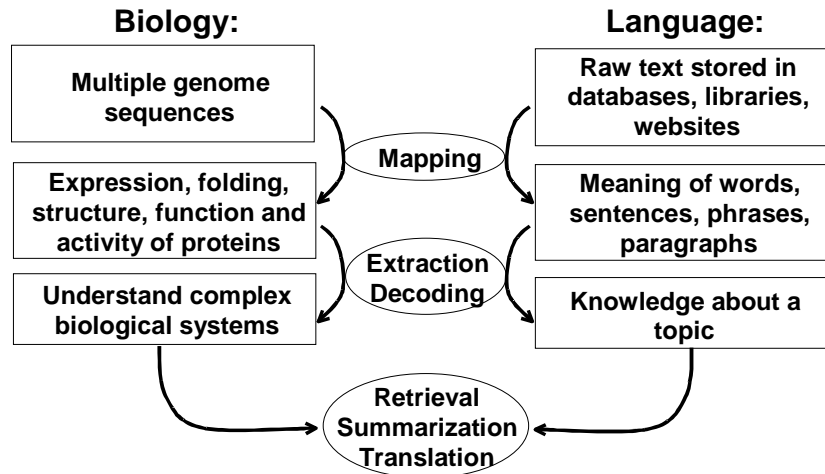 Biology:
Multiple genome
sequences
Expression, folding,
structure, function and
activity of proteins
Understand complex
biological systems
Mapping
Extraction
Decoding
Retrieval
Summarization
Translation
Language:
Raw text stored in
databases, libraries,
websites
Meaning of words,
sentences, phrases,
paragraphs
Knowledge about a
topic